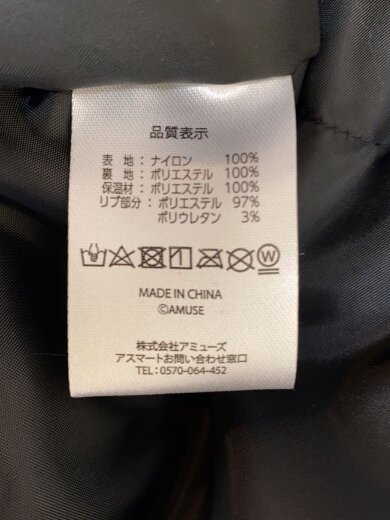 品質表示
表 地：ナイロン 100%
裏 地：ポリエステル 100%
保温材：ポリエステル 100%
リブ部分：ポリエステル 97%
ポリウレタン 3%
W
MADE IN CHINA
©AMUSE
株式会社アミューズ
アスマートお問い合わせ窓口
TEL: 0570-064-452